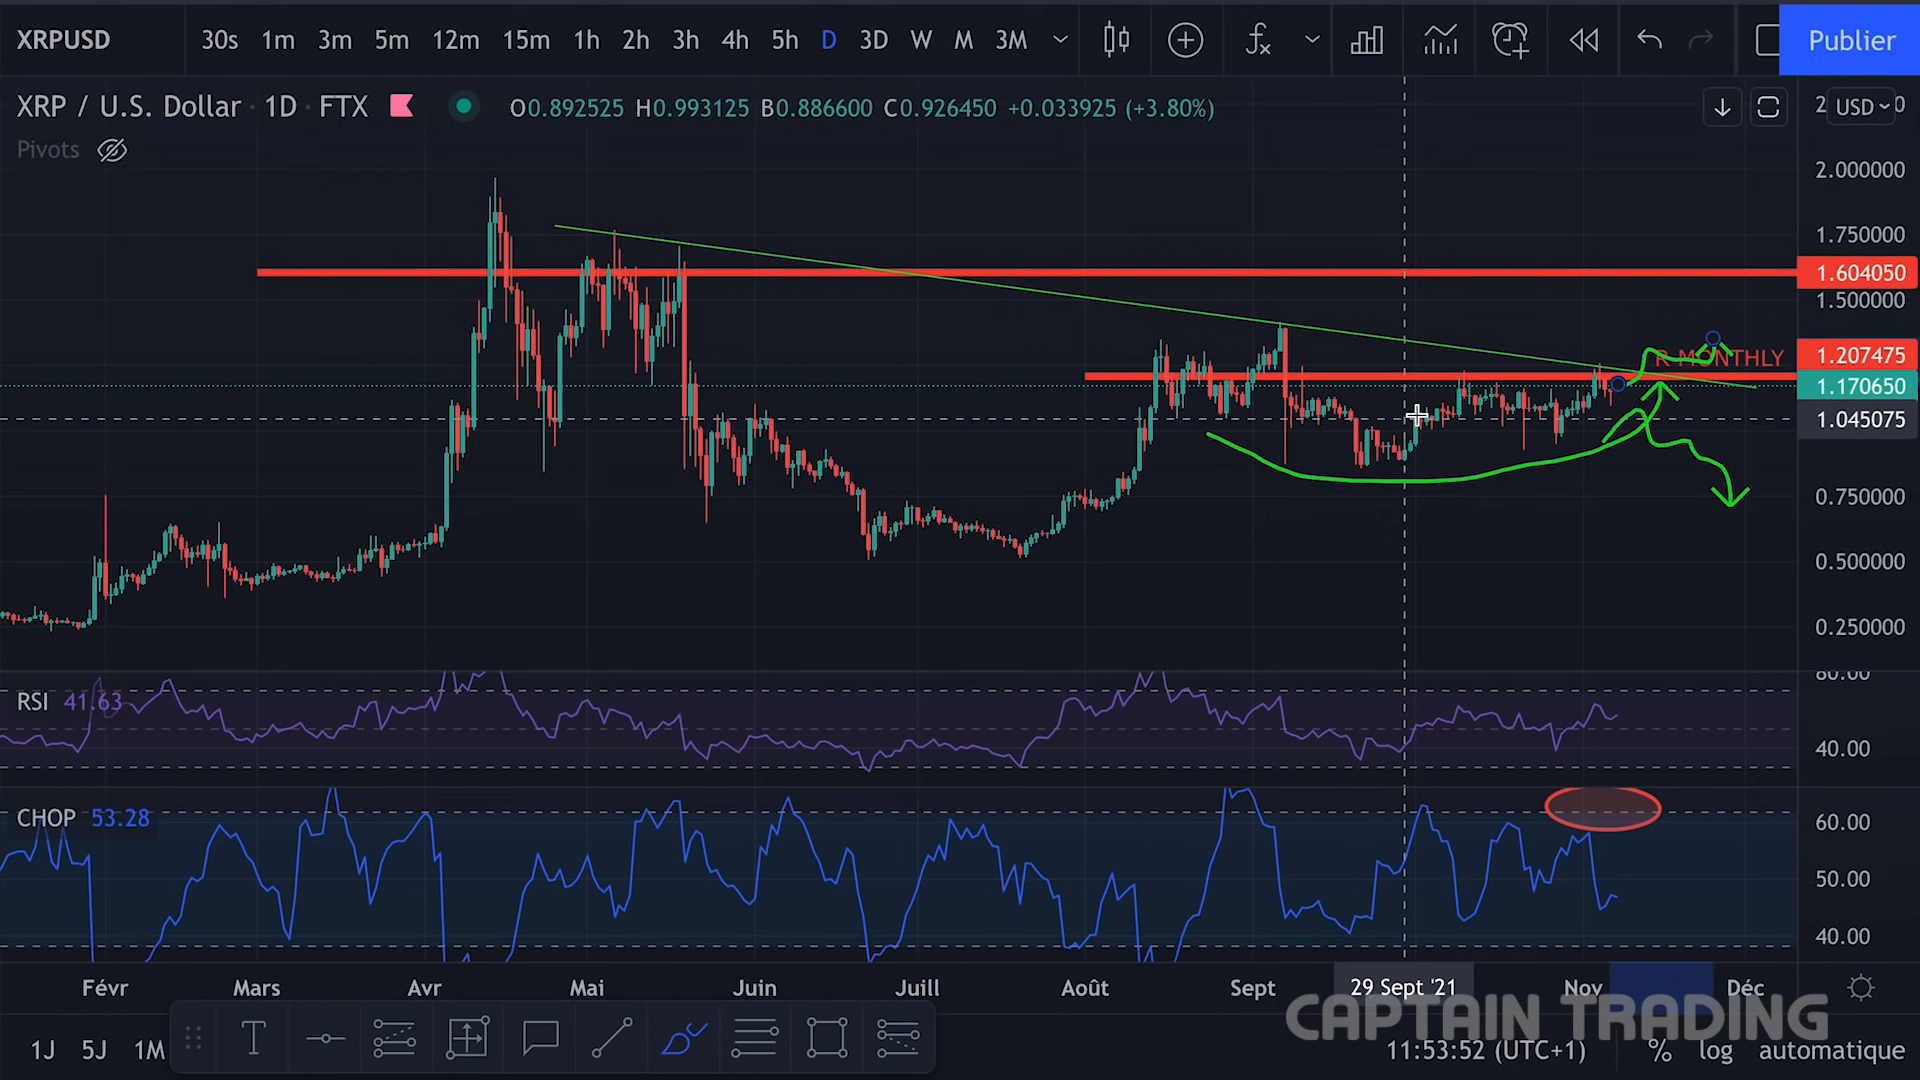 XRPUSD 30s 1m 3m 5m 12m 15m 1h 2h 3h 4h 5h D 3D W M 3M Publier
XRP / U.S. Dollar · 1D · FTX O0.892525 H0.993125 B0.886600 C0.926450 +0.033925 (+3.80%)
USD
Pivots
2.000000
1.750000
1.604050
1.500000
R MONTHLY 1.207475
1.170650
1.045075
0.750000
0.500000
0.250000
80.00
RSI 41.63
40.00
CHOP 53.28
60.00
50.00
40.00
Févr Mars Avr Mai Juin Juill Août Sept 29 Sept '21 Nov Déc
CAPTAIN TRADING
1J 5J 1M T 11:53:52 (UTC+1) % log automatique